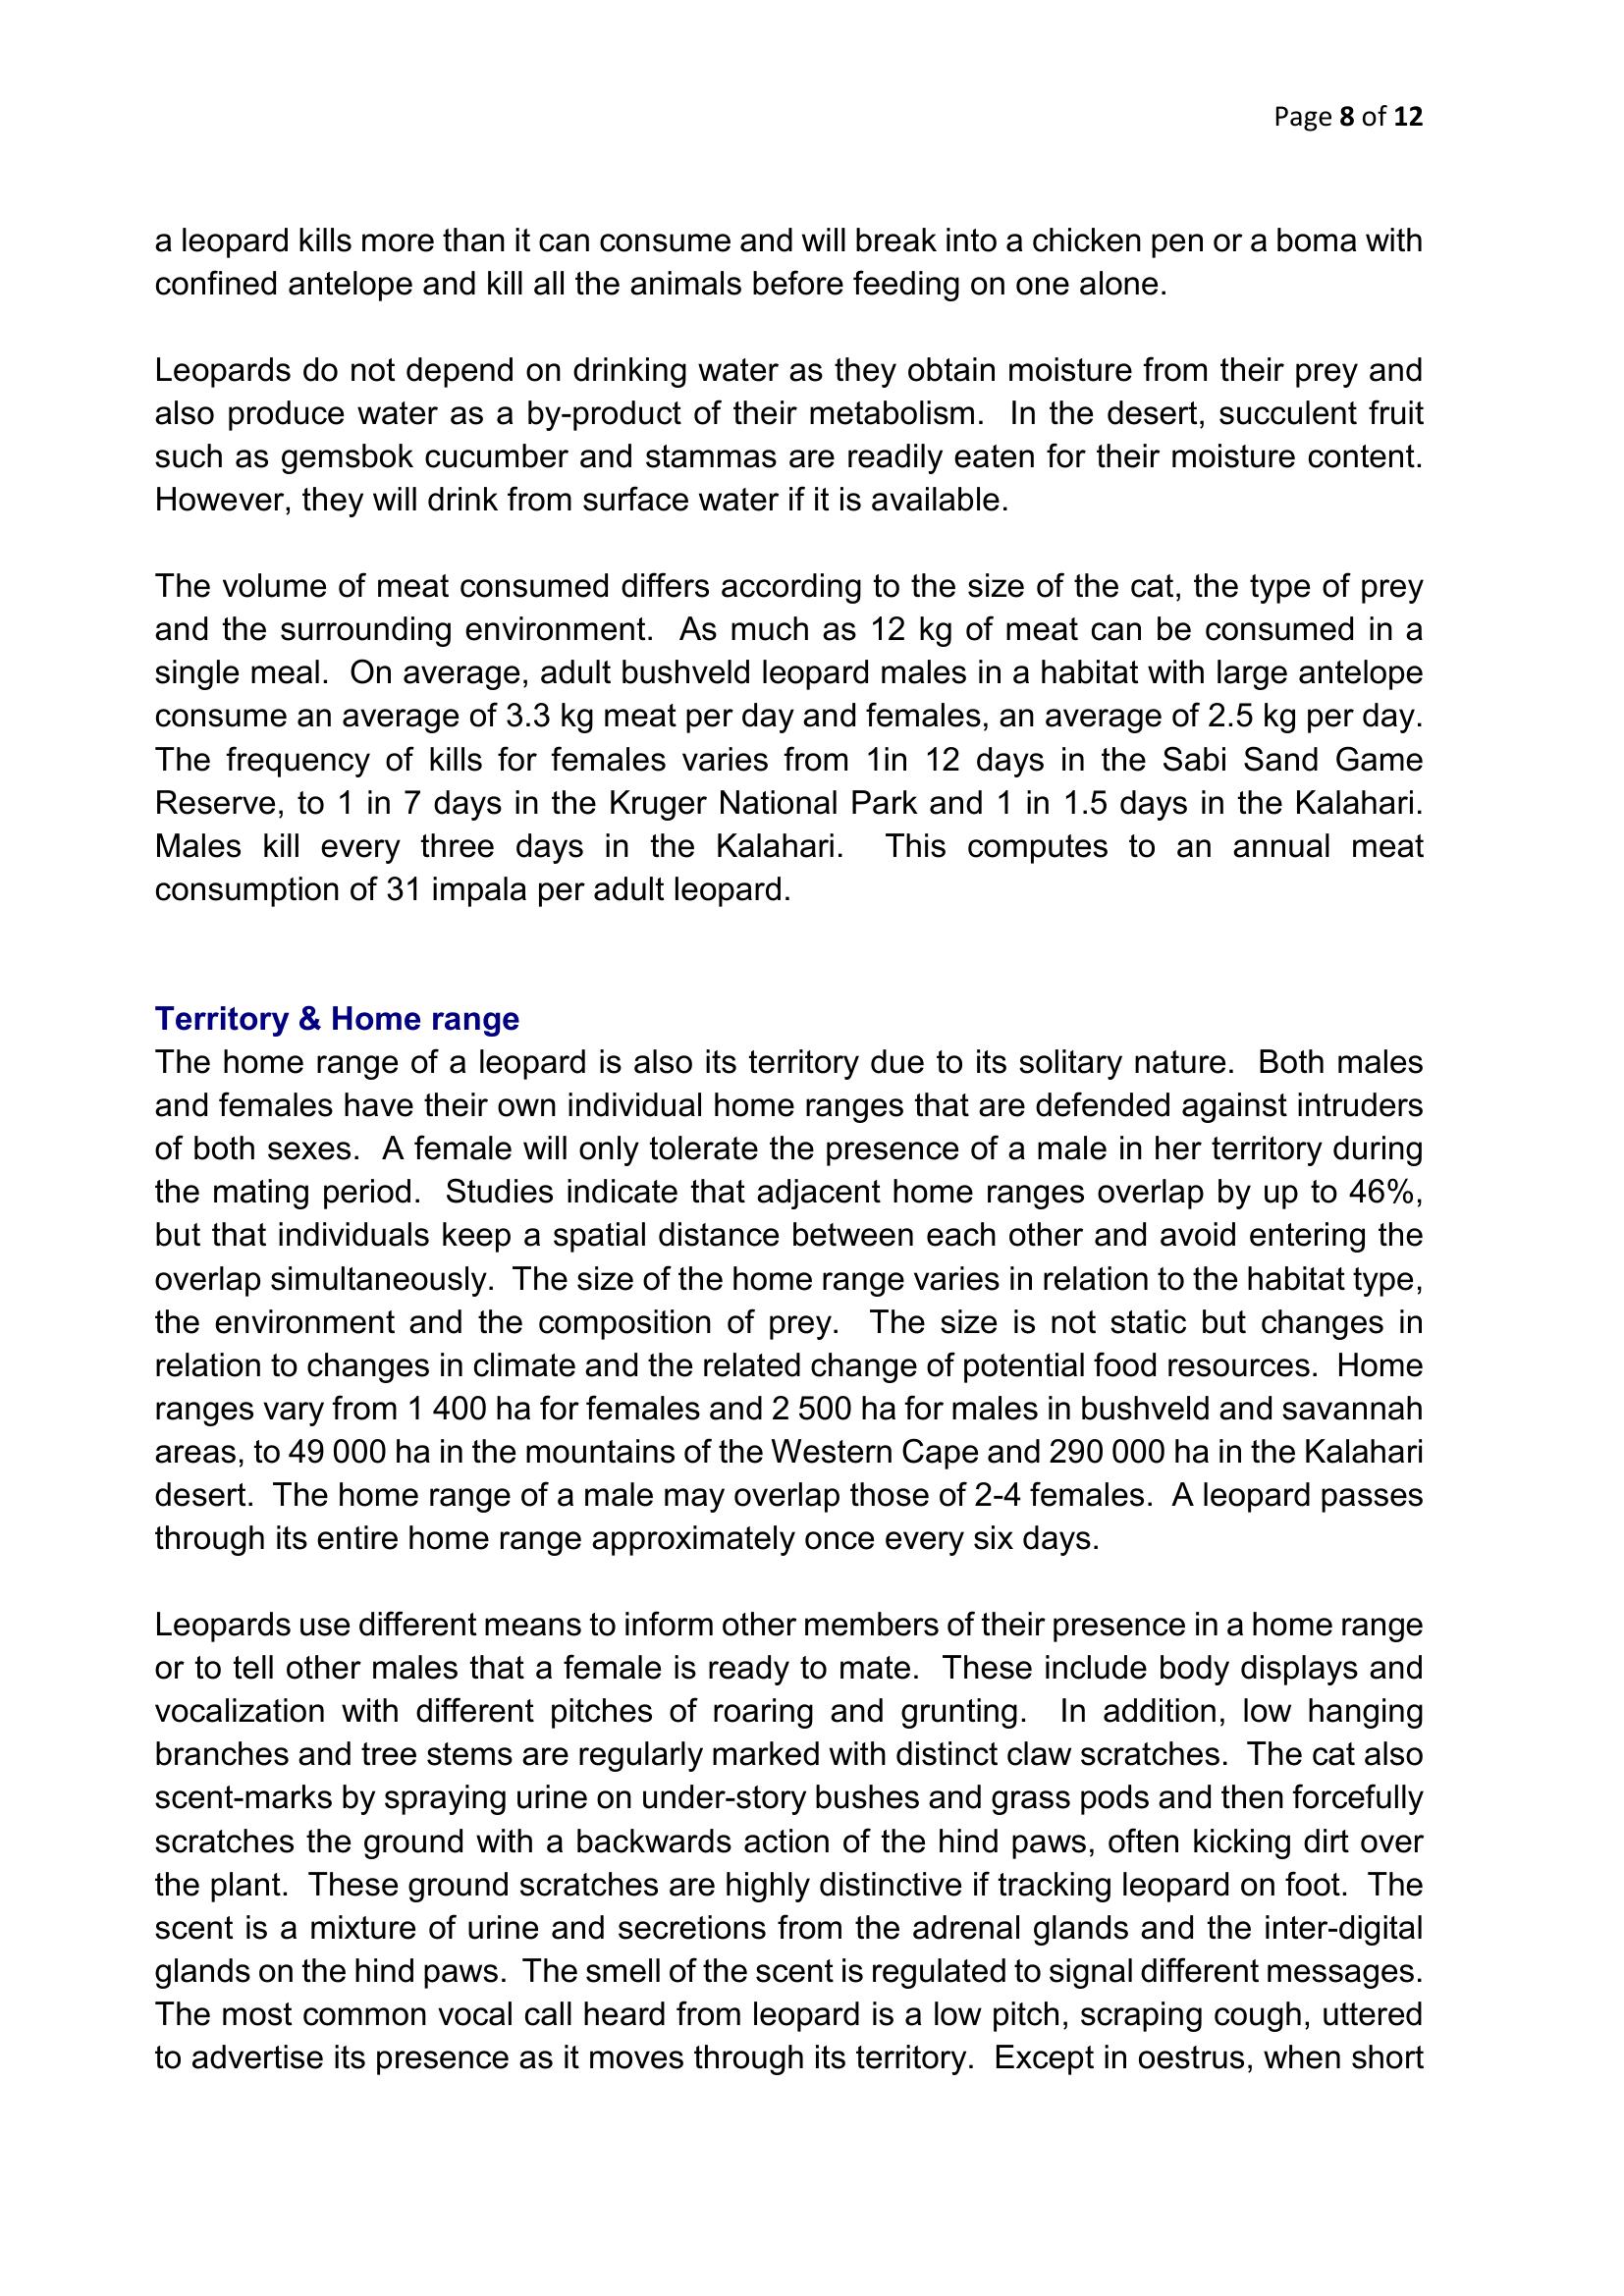 Page 8 of 12
a leopard kills more than it can consume and will break into a chicken pen or a boma with
confined antelope and kill all the animals before feeding on one alone.
Leopards do not depend on drinking water as they obtain moisture from their prey and
also produce water as a by-product of their metabolism.  In the desert, succulent fruit
such as gemsbok cucumber and stammas are readily eaten for their moisture content.
However, they will drink from surface water if it is available.
The volume of meat consumed differs according to the size of the cat, the type of prey
and the surrounding environment.  As much as 12 kg of meat can be consumed in a
single meal.  On average, adult bushveld leopard males in a habitat with large antelope
consume an average of 3.3 kg meat per day and females, an average of 2.5 kg per day.
The frequency of kills for females varies from 1in 12 days in the Sabi Sand Game
Reserve, to 1 in 7 days in the Kruger National Park and 1 in 1.5 days in the Kalahari.
Males kill every three days in the Kalahari.  This computes to an annual meat
consumption of 31 impala per adult leopard.
Territory & Home range
The home range of a leopard is also its territory due to its solitary nature.  Both males
and females have their own individual home ranges that are defended against intruders
of both sexes.  A female will only tolerate the presence of a male in her territory during
the mating period.  Studies indicate that adjacent home ranges overlap by up to 46%,
but that individuals keep a spatial distance between each other and avoid entering the
overlap simultaneously.  The size of the home range varies in relation to the habitat type,
the environment and the composition of prey.  The size is not static but changes in
relation to changes in climate and the related change of potential food resources.  Home
ranges vary from 1 400 ha for females and 2 500 ha for males in bushveld and savannah
areas, to 49 000 ha in the mountains of the Western Cape and 290 000 ha in the Kalahari
desert.  The home range of a male may overlap those of 2-4 females.  A leopard passes
through its entire home range approximately once every six days.
Leopards use different means to inform other members of their presence in a home range
or to tell other males that a female is ready to mate.  These include body displays and
vocalization with different pitches of roaring and grunting.  In addition, low hanging
branches and tree stems are regularly marked with distinct claw scratches.  The cat also
scent-marks by spraying urine on under-story bushes and grass pods and then forcefully
scratches the ground with a backwards action of the hind paws, often kicking dirt over
the plant.  These ground scratches are highly distinctive if tracking leopard on foot.  The
scent is a mixture of urine and secretions from the adrenal glands and the inter-digital
glands on the hind paws.  The smell of the scent is regulated to signal different messages.
The most common vocal call heard from leopard is a low pitch, scraping cough, uttered
to advertise its presence as it moves through its territory.  Except in oestrus, when short